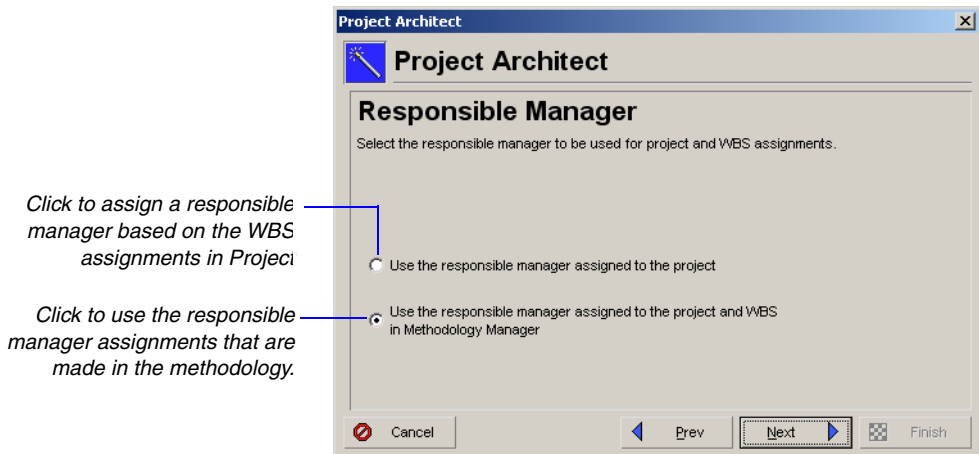 Project Architect
Project Architect
Responsible Manager
Select the responsible manager to be used for project and WBS assignments.
Click to assign a responsible
manager based on the WBS
assignments in Project
Use the responsible manager assigned to the project
Click to use the responsible
manager assignments that are
made in the methodology.
Use the responsible manager assigned to the project and WBS
in Methodology Manager
Cancel
Prev
Next
Finish